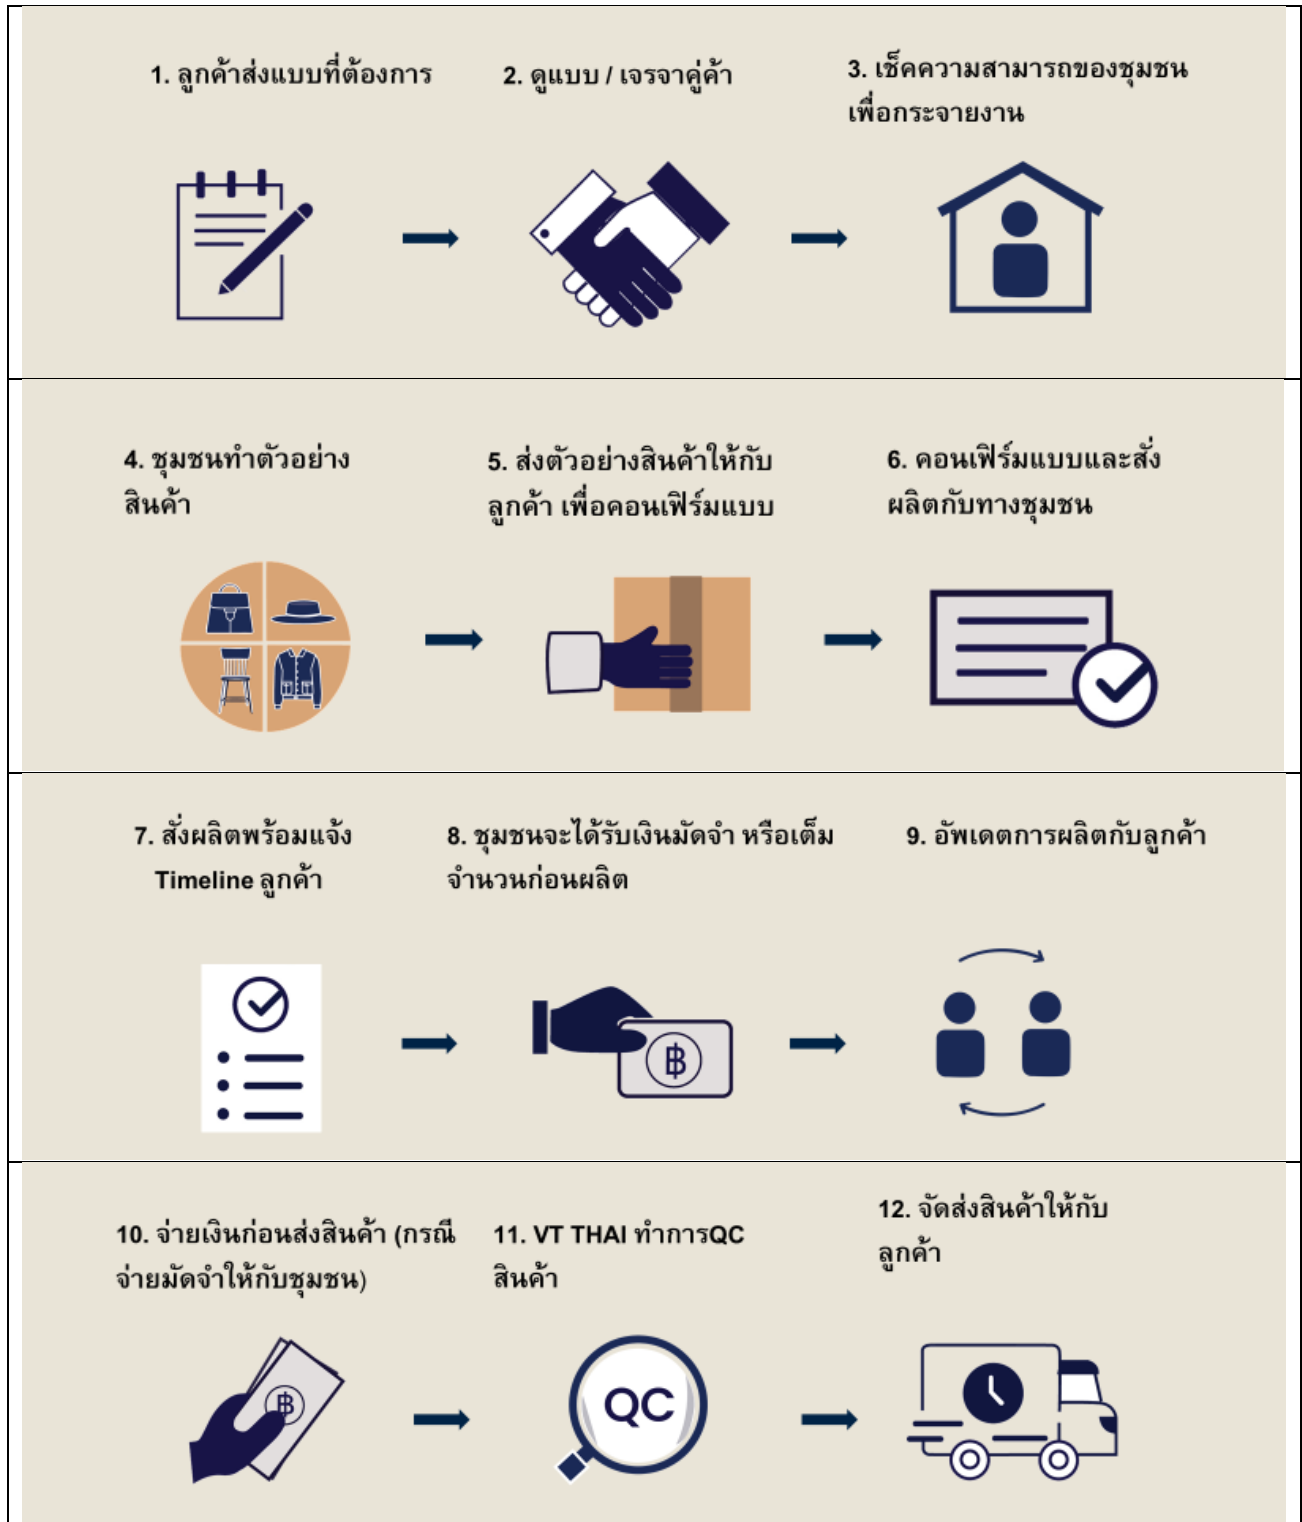 1. ลูกค้าส่งแบบที่ต้องการ
2. ดูแบบ / เจรจาคู่ค้า
3. เช็คความสามารถของชุมชน
เพื่อกระจายงาน
4. ชุมชนทำตัวอย่าง
สินค้า
5. ส่งตัวอย่างสินค้าให้กับ
ลูกค้า เพื่อคอนเฟิร์มแบบ
6. คอนเฟิร์มแบบและสั่ง
ผลิตกับทางชุมชน
7. สั่งผลิตพร้อมแจ้ง
Timeline ลูกค้า
8. ชุมชนจะได้รับเงินมัดจำ หรือเต็ม
จำนวนก่อนผลิต
9. อัพเดตการผลิตกับลูกค้า
฿
10. จ่ายเงินก่อนส่งสินค้า (กรณี
จ่ายมัดจำให้กับชุมชน)
11. VT THAI ทำการQC
สินค้า
12. จัดส่งสินค้าให้กับ
ลูกค้า
฿
QC